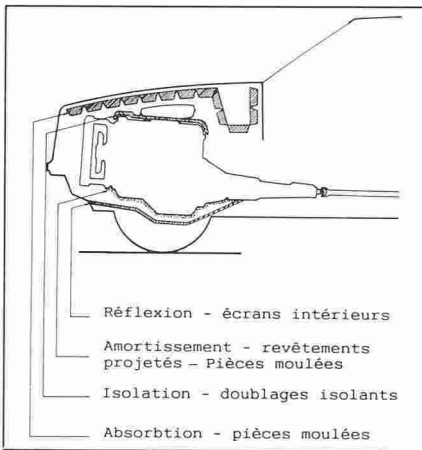 Réflexion - écrans intérieurs
Amortissement - revêtements
projetés - Pièces moulées
Isolation - doublages isolants
Absorbtion - pièces moulées